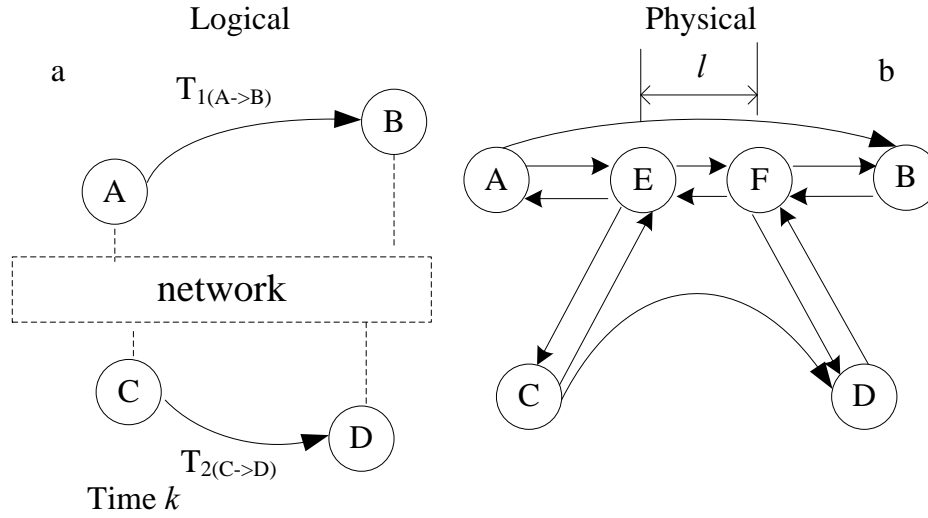 Logical
Physical
a
b
l
T1(A->B)
B
A
A
E
F
B
network
C
D
C
D
T2(C->D)
Time k